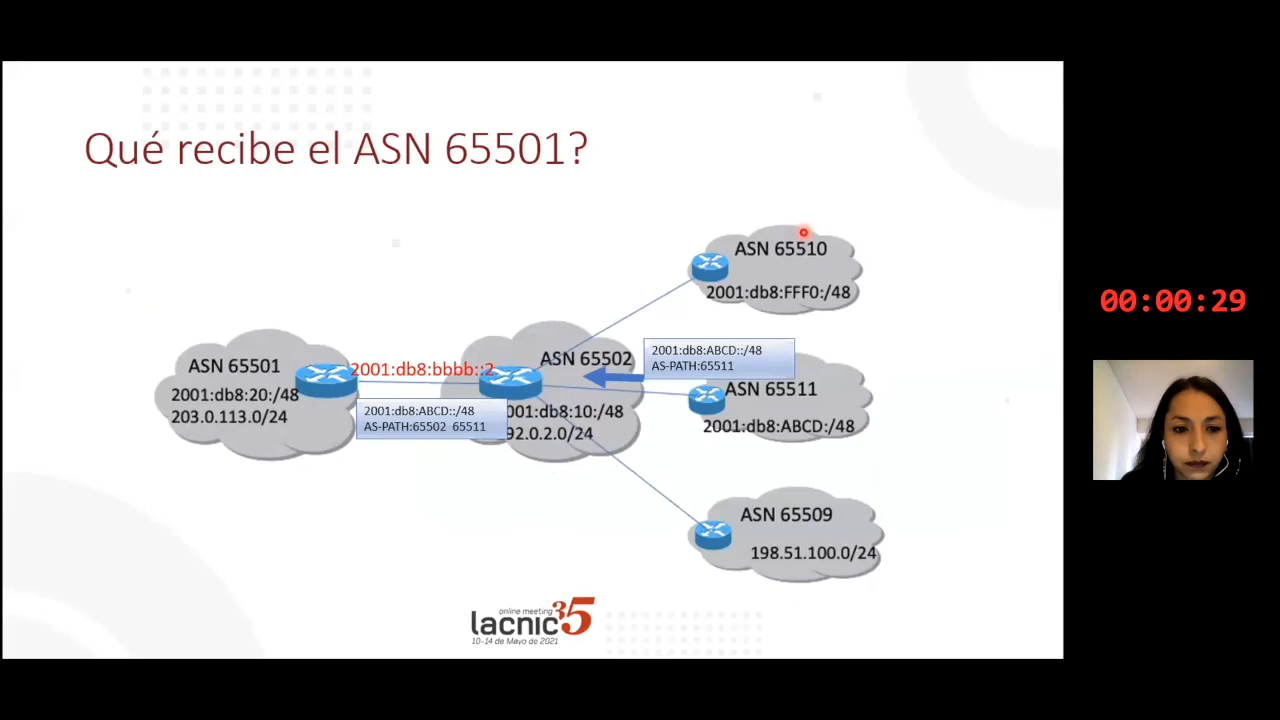 Qué recibe el ASN 65501?
ASN 65510
2001:db8:FFF0:/48
2001:db8:ABCD::/48
AS-PATH:65511
ASN 65502
ASN 65501
2001:db8:bbbb::2
2001:db8:20:/48
203.0.113.0/24
2001:db8:ABCD::/48
AS-PATH:65502 65511
001:db8:10:/48
92.0.2.0/24
ASN 65511
2001:db8:ABCD:/48
ASN 65509
198.51.100.0/24
online meeting
lacnic35
10-14 de Mayo de 2021
00:00:29